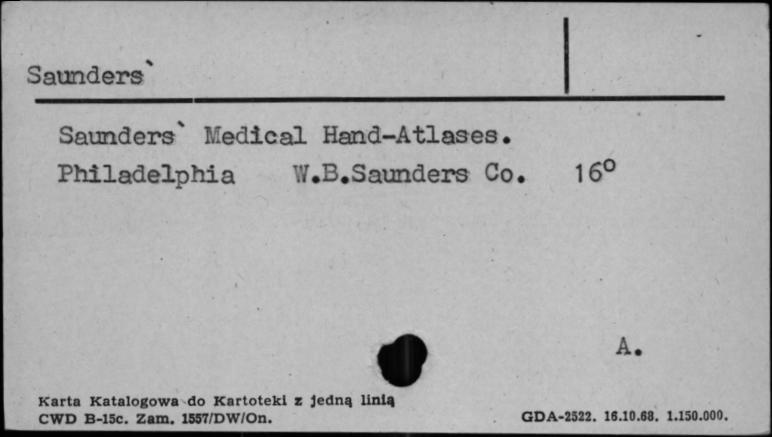 Saunders`
Saunders` Medical Hand-Atlases.
Philadelphia W.B.Saunders Co. 16°
A.
Karta Katalogowa do Kartoteki z jedną linią
CWD B-15c. Zam. 1557/DW/On.
GDA-2522. 16.10.68. 1.150.000.